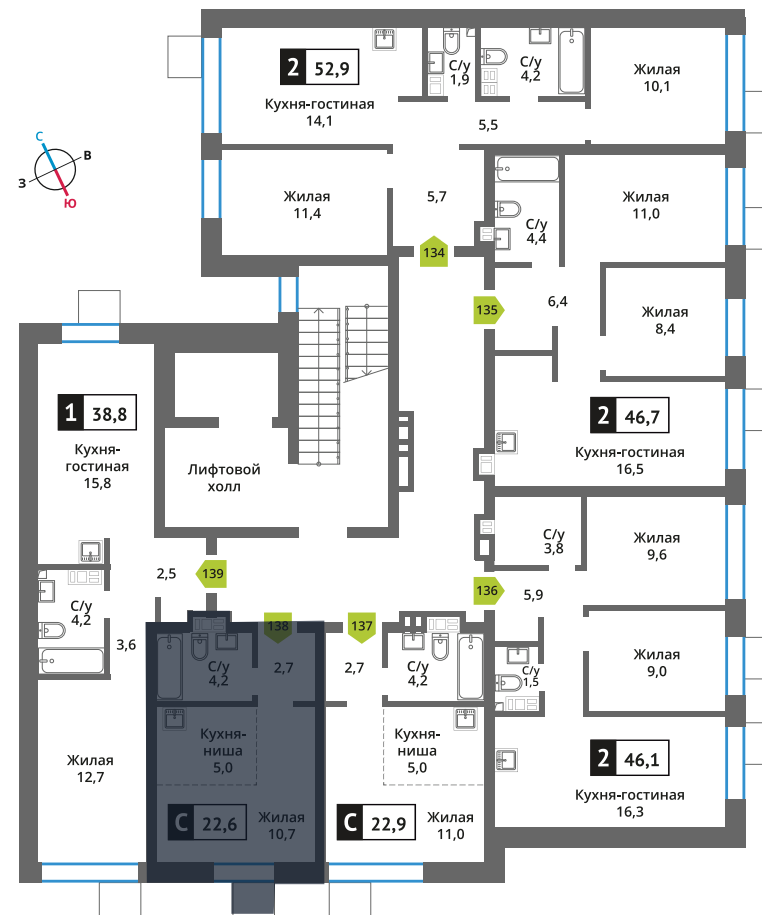 2 52,9
Кухня-гостиная
14,1
С/у
1,9
С/у
4,2
Жилая
10,1
5,5
С
В
З
Ю
Жилая
11,4
5,7
134
С/у
4,4
Жилая
11,0
135
6,4
Жилая
8,4
2 46,7
Кухня-гостиная
16,5
1 38,8
Кухня-
гостиная
15,8
Лифтовой
холл
С/у
3,8
Жилая
9,6
2,5
139
136
5,9
С/у
4,2
3,6
138
137
С/у
4,2
2,7
2,7
С/у
4,2
С/у
1,5
Жилая
9,0
Жилая
12,7
Кухня-
ниша
5,0
Кухня-
ниша
5,0
2 46,1
Кухня-гостиная
16,3
С 22,6
Жилая
10,7
С 22,9
Жилая
11,0